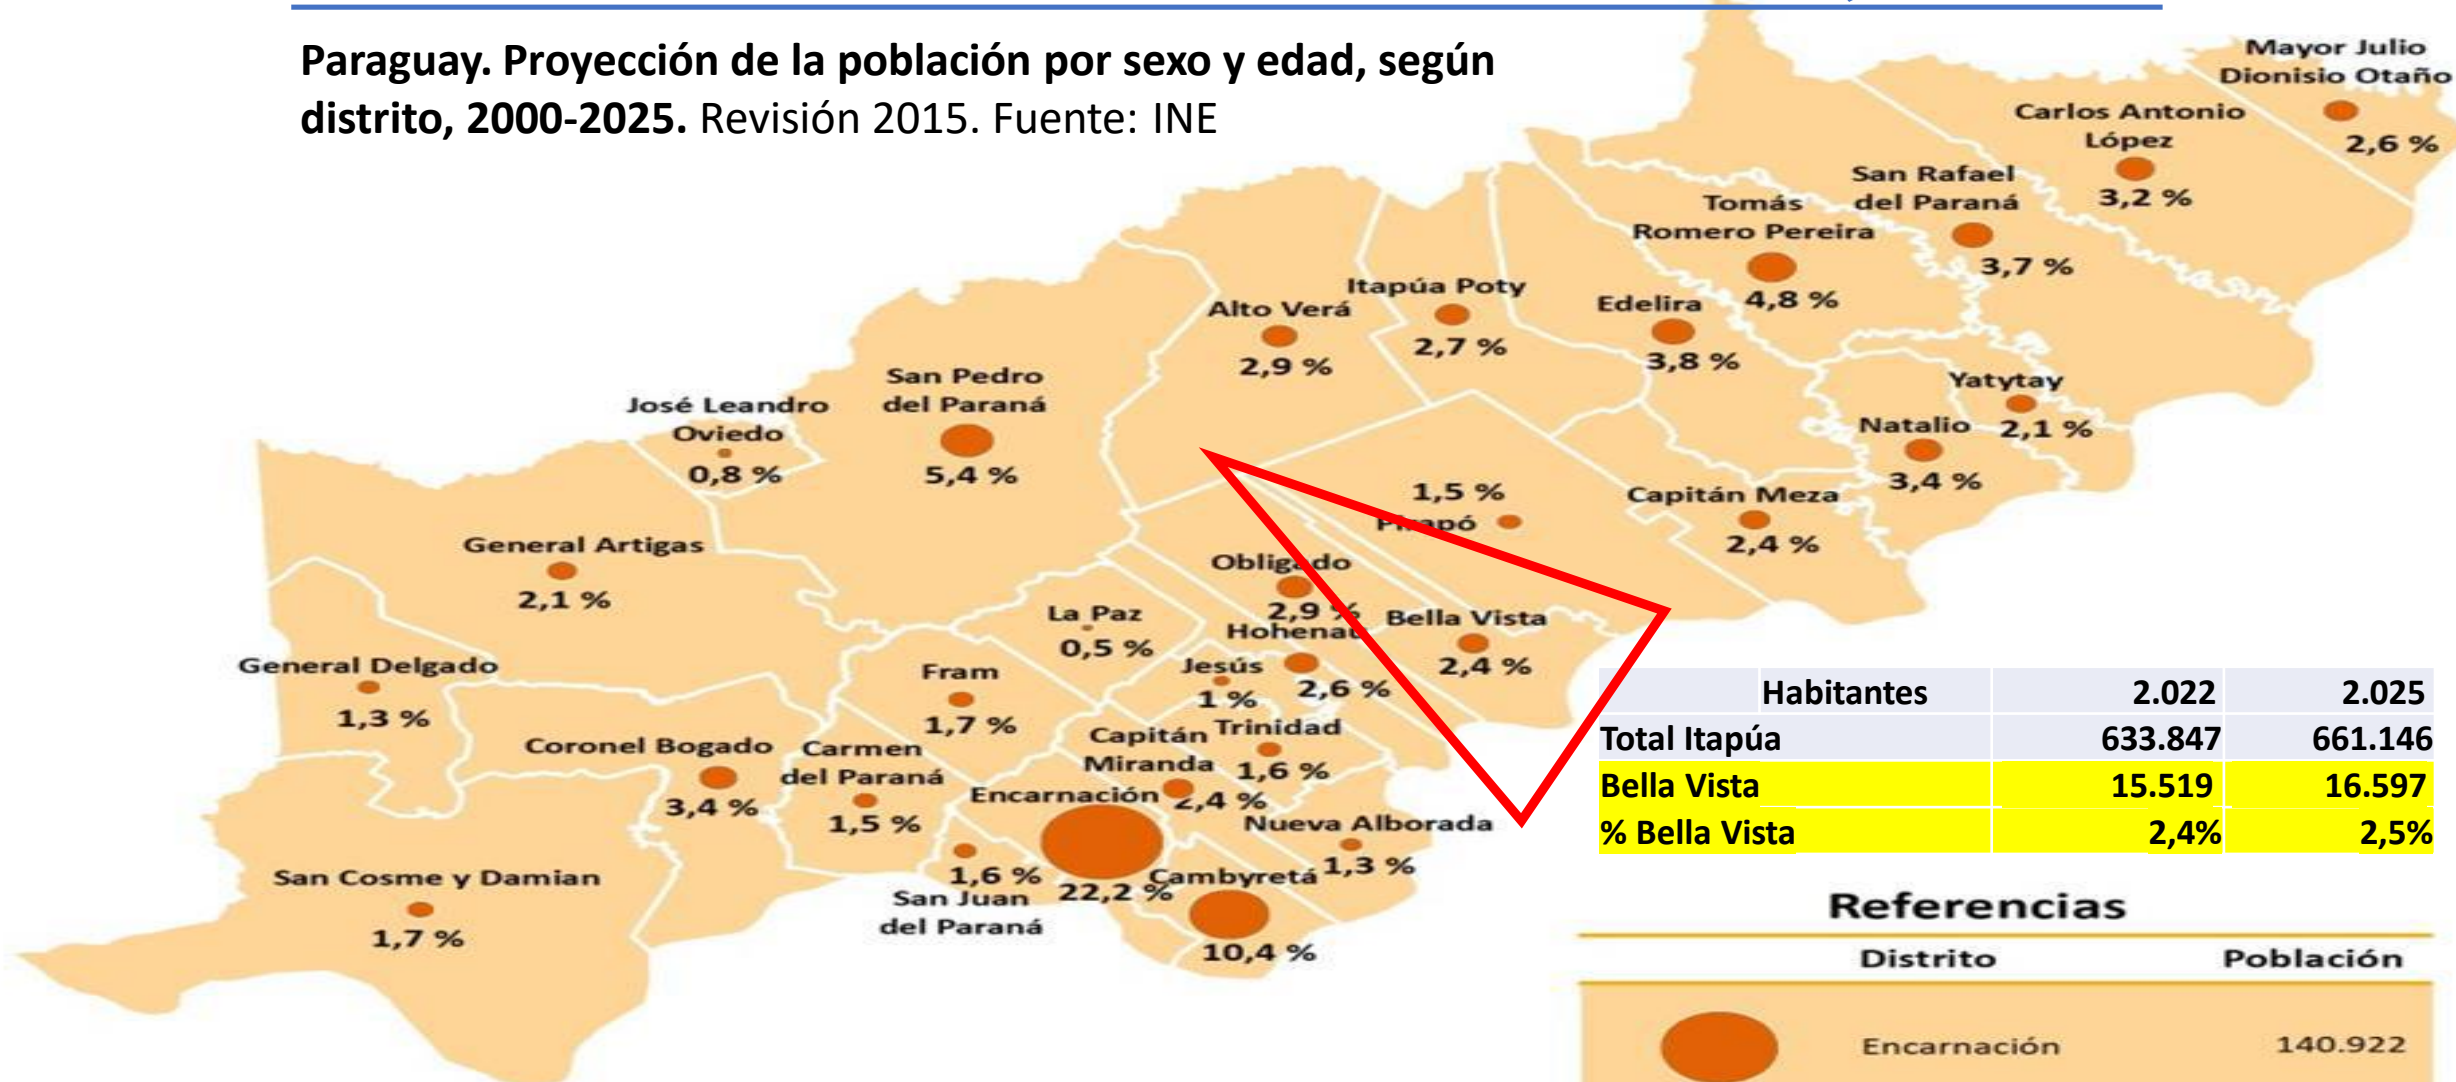 Paraguay. Proyección de la población por sexo y edad, según
distrito, 2000-2025. Revisión 2015. Fuente: INE
Mayor Julio
Dionisio Otaño
2,6 %
Carlos Antonio
López
3,2 %
San Rafael
del Paraná
3,7 %
Tomás
Romero Pereira
4,8 %
Itapúa Poty
2,7 %
Alto Verá
2,9 %
Edelira
3,8 %
San Pedro
del Paraná
5,4 %
José Leandro
Oviedo
0,8 %
Yatytay
2,1 %
Natalio
3,4 %
Capitán Meza
2,4 %
1,5 %
Pirapó
General Artigas
2,1 %
Obligado
2,9 %
Hohenau
2,6 %
Bella Vista
2,4 %
La Paz
0,5 %
Jesús
1 %
General Delgado
1,3 %
Fram
1,7 %
Trinidad
1,6 %
Capitán
Miranda
2,4 %
Coronel Bogado
3,4 %
Carmen
del Paraná
1,5 %
Encarnación
22,2 %
Nueva Alborada
1,3 %
San Cosme y Damian
1,7 %
1,6 %
San Juan
del Paraná
Cambyretá
10,4 %
Habitantes 2.022 2.025
Total Itapúa 633.847 661.146
Bella Vista 15.519 16.597
% Bella Vista 2,4% 2,5%
Referencias
Distrito Población
Encarnación 140.922